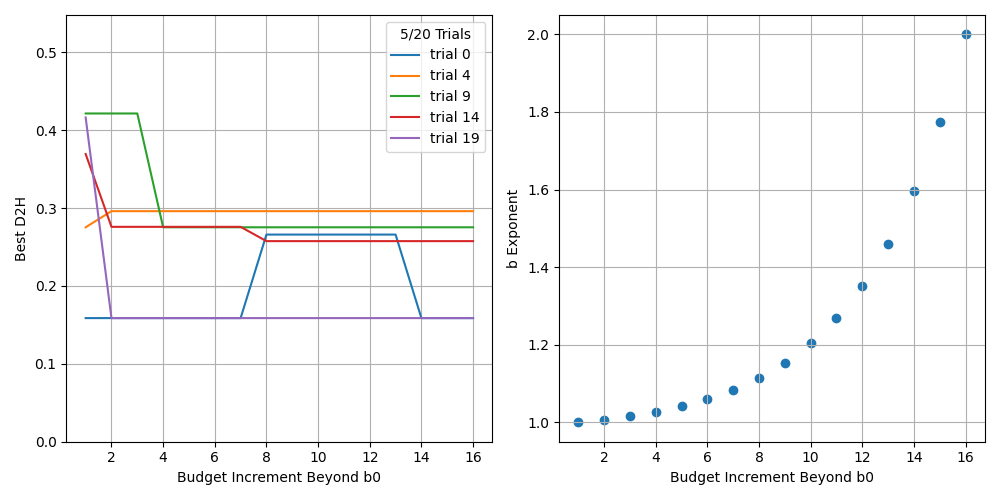 5/20 Trials
trial 0
trial 4
trial 9
trial 14
trial 19
Best D2H
0.5
0.4
0.3
0.2
0.1
0.0
2 4 6 8 10 12 14 16
Budget Increment Beyond b0
b Exponent
2.0
1.8
1.6
1.4
1.2
1.0
2 4 6 8 10 12 14 16
Budget Increment Beyond b0